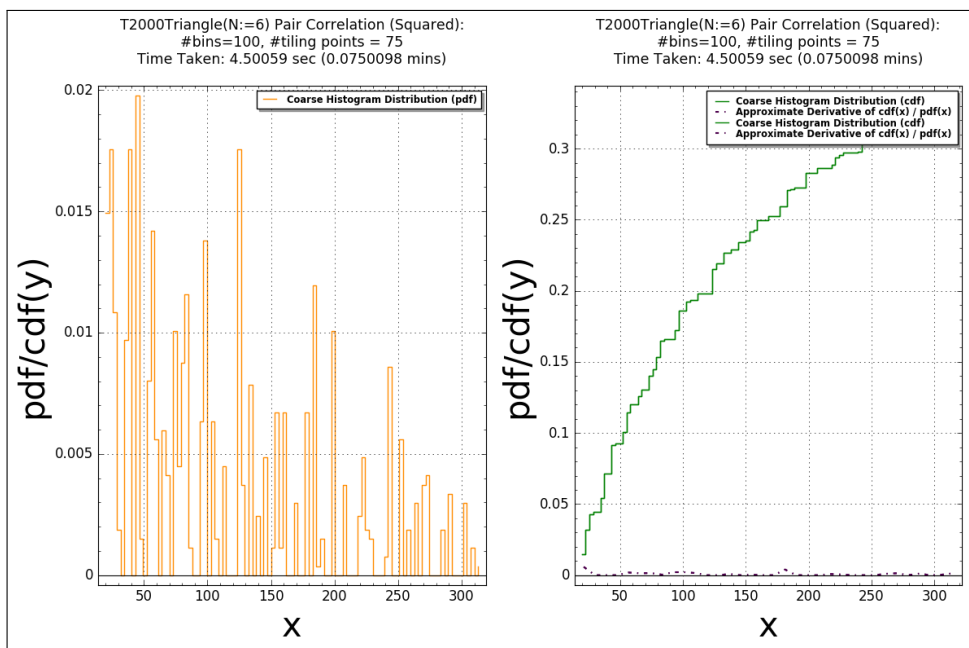 T2000Triangle(N:=6) Pair Correlation (Squared):
#bins=100, #tiling points = 75
Time Taken: 4.50059 sec (0.0750098 mins)
Coarse Histogram Distribution (pdf)
0.02
0.015
0.01
0.005
0
50
100
150
200
250
300
pdf/cdf(y)
x
T2000Triangle(N:=6) Pair Correlation (Squared):
#bins=100, #tiling points = 75
Time Taken: 4.50059 sec (0.0750098 mins)
Coarse Histogram Distribution (cdf)
Approximate Derivative of cdf(x) / pdf(x)
Coarse Histogram Distribution (cdf)
Approximate Derivative of cdf(x) / pdf(x)
0.3
0.25
0.2
0.15
0.1
0.05
0
50
100
150
200
250
300
pdf/cdf(y)
x